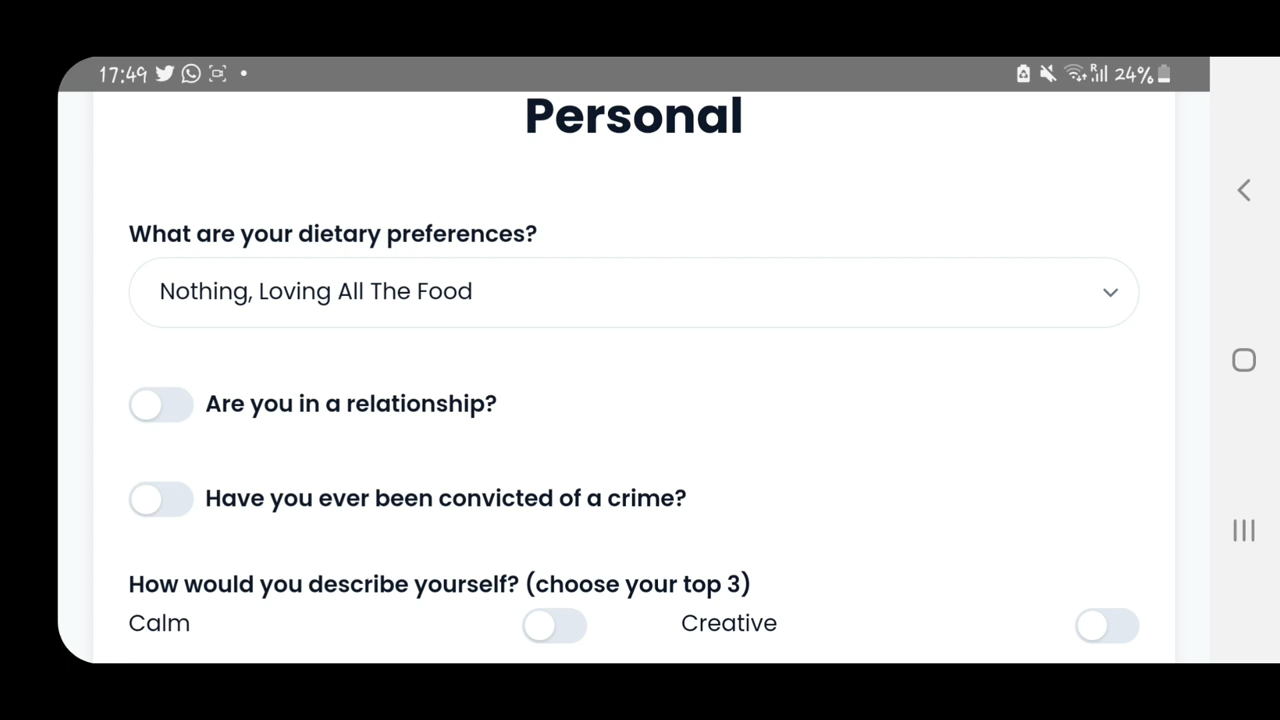 17:49
24%
Personal
What are your dietary preferences?
Nothing, Loving All The Food
Are you in a relationship?
Have you ever been convicted of a crime?
How would you describe yourself? (choose your top 3)
Calm Creative